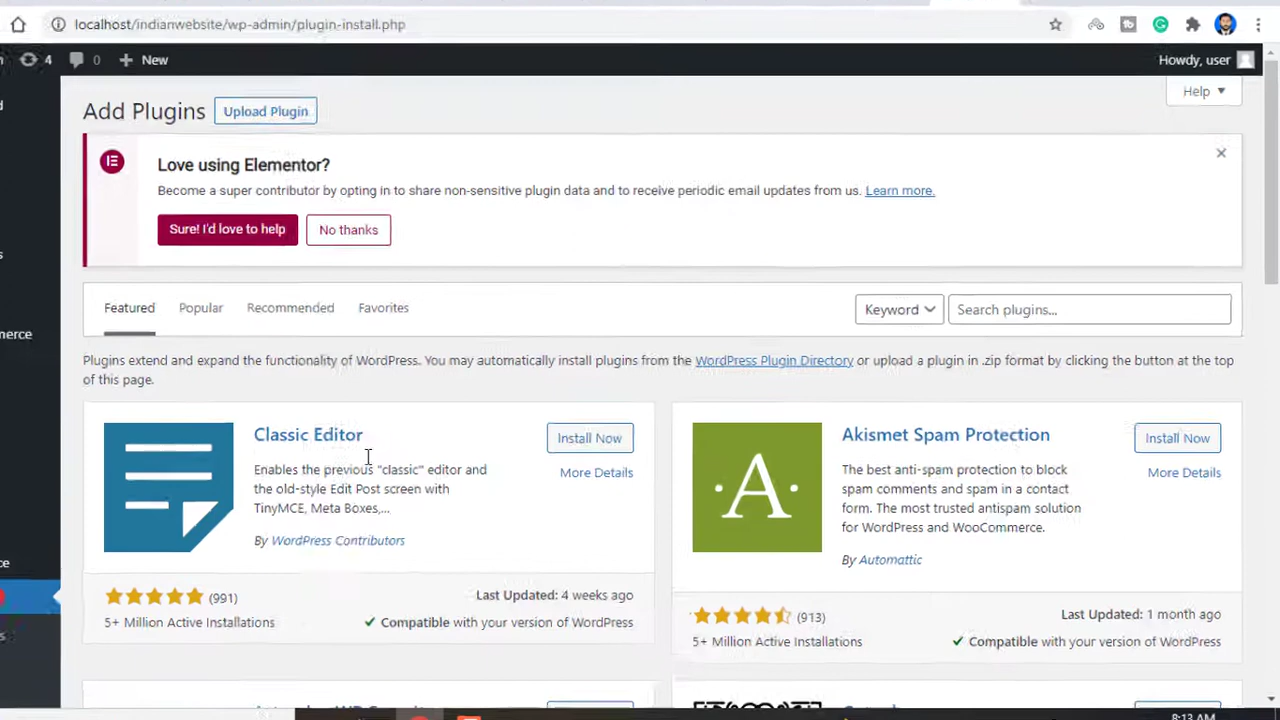 localhost/indianwebsite/wp-admin/plugin-install.php
4 0 + New Howdy, user
Help
Add Plugins Upload Plugin
Love using Elementor?
Become a super contributor by opting in to share non-sensitive plugin data and to receive periodic email updates from us. Learn more.
Sure! I'd love to help No thanks
Featured Popular Recommended Favorites Keyword Search plugins...
merce
Plugins extend and expand the functionality of WordPress. You may automatically install plugins from the WordPress Plugin Directory or upload a plugin in .zip format by clicking the button at the top
of this page.
Classic Editor
Install Now
Enables the previous "classic" editor and
the old-style Edit Post screen with
TinyMCE, Meta Boxes,...
More Details
By WordPress Contributors
(991)
Last Updated: 4 weeks ago
5+ Million Active Installations
Compatible with your version of WordPress
Akismet Spam Protection
Install Now
The best anti-spam protection to block
spam comments and spam in a contact
form. The most trusted antispam solution
for WordPress and WooCommerce.
More Details
By Automattic
(913)
Last Updated: 1 month ago
5+ Million Active Installations
Compatible with your version of WordPress
ce
8:13 AM